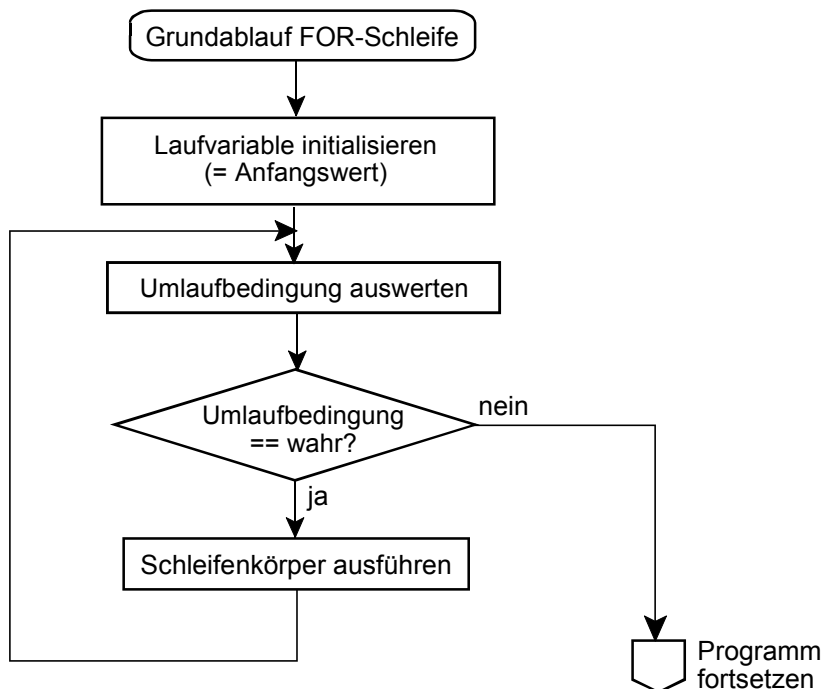 Grundablauf FOR-Schleife
Laufvariable initialisieren
(= Anfangswert)
Umlaufbedingung auswerten
Umlaufbedingung
== wahr?
nein
ja
Schleifenkörper ausführen
Programm
fortsetzen